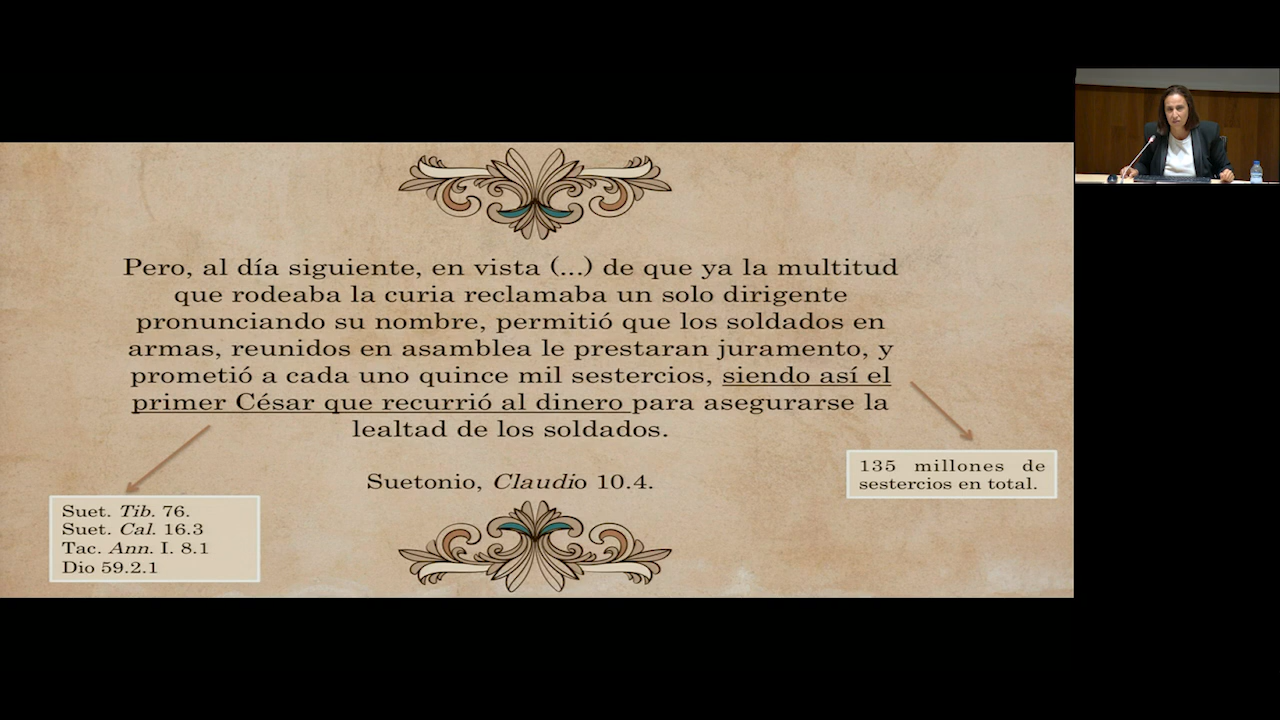 Pero, al día siguiente, en vista (...) de que ya la multitud
que rodeaba la curia reclamaba un solo dirigente
pronunciando su nombre, permitió que los soldados en
armas, reunidos en asamblea le prestaran juramento, y
prometió a cada uno quince mil sestercios, siendo así el
primer César que recurrió al dinero para asegurarse la
lealtad de los soldados.
Suetonio, Claudio 10.4.
135 millones de
sestercios en total.
Suet. Tib. 76.
Suet. Cal. 16.3
Tac. Ann. I. 8.1
Dio 59.2.1